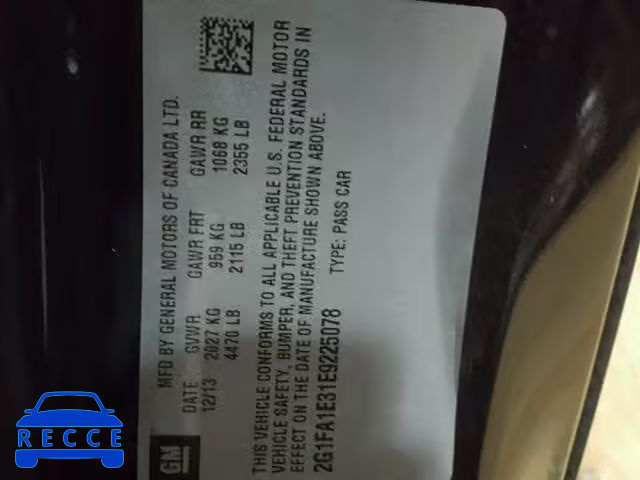 MFD BY GENERAL MOTORS OF CANADA LTD.
DATE GVWR GAWR FRT GAWR RR
12/13 2027 KG 959 KG 1068 KG
4470 LB 2115 LB 2355 LB
THIS VEHICLE CONFORMS TO ALL APPLICABLE U.S. FEDERAL MOTOR
VEHICLE SAFETY, BUMPER, AND THEFT PREVENTION STANDARDS IN
EFFECT ON THE DATE OF MANUFACTURE SHOWN ABOVE.
2G1FA1E31E9225078 TYPE: PASS CAR
GM
RECCE